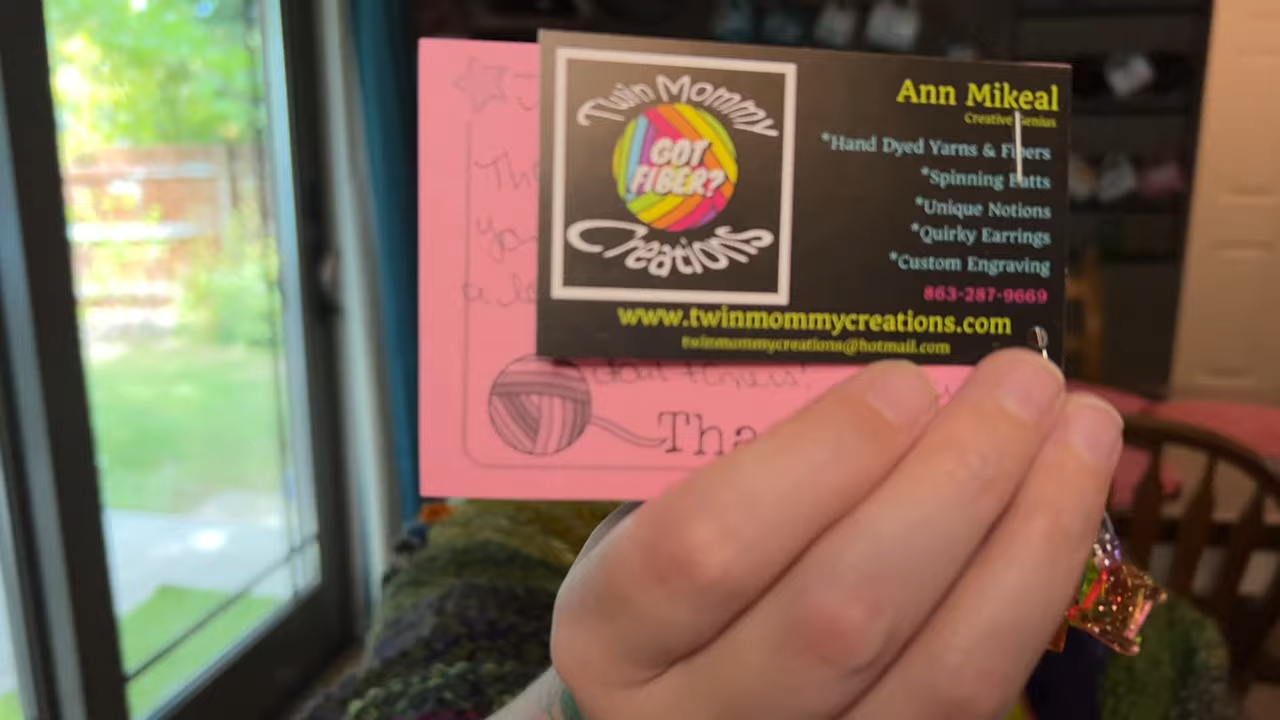 Twin Mommy
GOT
FIBER?
Creations
Ann Mikeal
Creative Genius
*Hand Dyed Yarns & Fibers
*Spinning Batts
*Unique Notions
*Quirky Earrings
*Custom Engraving
863-287-9669
www.twinmommycreations.com
twinmommycreations@hotmail.com
Tha